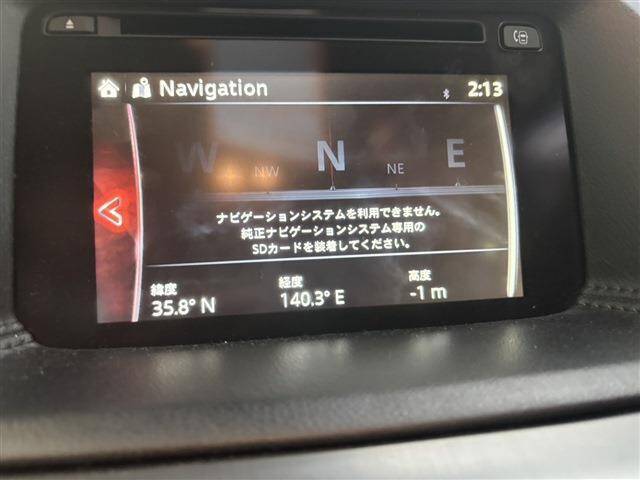 Navigation
2:13
W NW N NE E
ナビゲーションシステムを利用できません。
純正ナビゲーションシステム専用の
SDカードを装着してください。
緯度 経度 高度
35.8° N 140.3° E -1 m